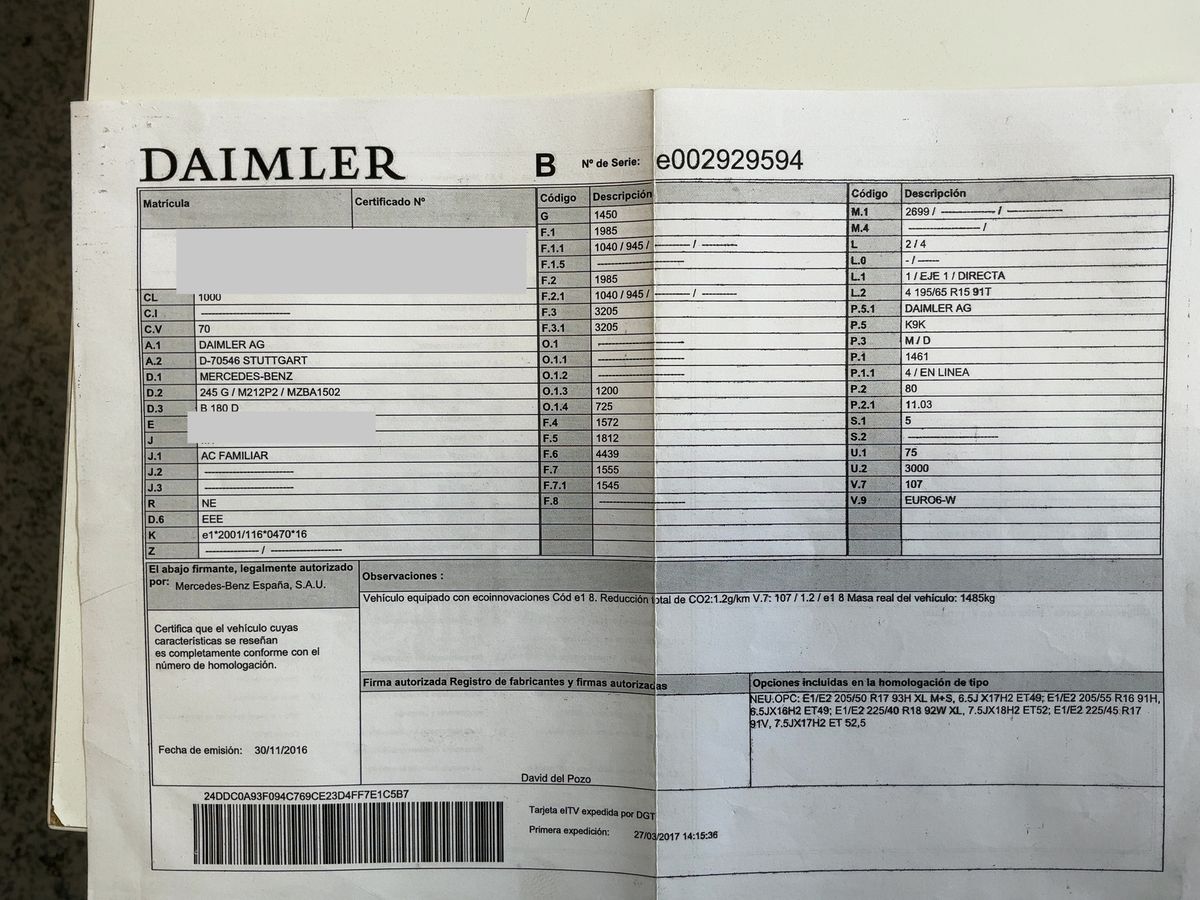 DAIMLER
B Nº de Serie: e002929594
Matrícula Certificado Nº
CL 1000
C.I --------------------
C.V 70
A.1 DAIMLER AG
A.2 D-70546 STUTTGART
D.1 MERCEDES-BENZ
D.2 245 G / M212P2 / MZBA1502
D.3 B 180 D
E
J
J.1 AC FAMILIAR
J.2 --------------------
J.3 --------------------
R NE
D.6 EEE
K e1*2001/116*0470*16
Z ------------ / ----------------
Código Descripción
G 1450
F.1 1985
F.1.1 1040 / 945 / -------- / --------
F.1.5 --------------------
F.2 1985
F.2.1 1040 / 945 / -------- / --------
F.3 3205
F.3.1 3205
O.1 --------------------
O.1.1 --------------------
O.1.2 --------------------
O.1.3 1200
O.1.4 725
F.4 1572
F.5 1812
F.6 4439
F.7 1555
F.7.1 1545
F.8 --------------------
Código Descripción
M.1 2699 / ------------ / ------------
M.4 ---------------- /
L 2 / 4
L.0 - / -----
L.1 1 / EJE 1 / DIRECTA
L.2 4 195/65 R15 91T
P.5.1 DAIMLER AG
P.5 K9K
P.3 M / D
P.1 1461
P.1.1 4 / EN LINEA
P.2 80
P.2.1 11.03
S.1 5
S.2 --------------------
U.1 75
U.2 3000
V.7 107
V.9 EURO6-W
El abajo firmante, legalmente autorizado
por: Mercedes-Benz España, S.A.U.
Certifica que el vehículo cuyas
características se reseñan
es completamente conforme con el
número de homologación.
Fecha de emisión: 30/11/2016
Observaciones :
Vehículo equipado con ecoinnovaciones Cód e1 8. Reducción total de CO2:1.2g/km V.7: 107 / 1.2 / e1 8 Masa real del vehículo: 1485kg
Firma autorizada Registro de fabricantes y firmas autorizadas
David del Pozo
Opciones incluidas en la homologación de tipo
NEU.OPC: E1/E2 205/50 R17 93H XL M+S, 6.5J X17H2 ET49; E1/E2 205/55 R16 91H,
6.5JX16H2 ET49; E1/E2 225/40 R18 92W XL, 7.5JX18H2 ET52; E1/E2 225/45 R17
91V, 7.5JX17H2 ET 52,5
24DDC0A93F094C769CE23D4FF7E1C5B7
Tarjeta eITV expedida por DGT
Primera expedición: 27/03/2017 14:15:36